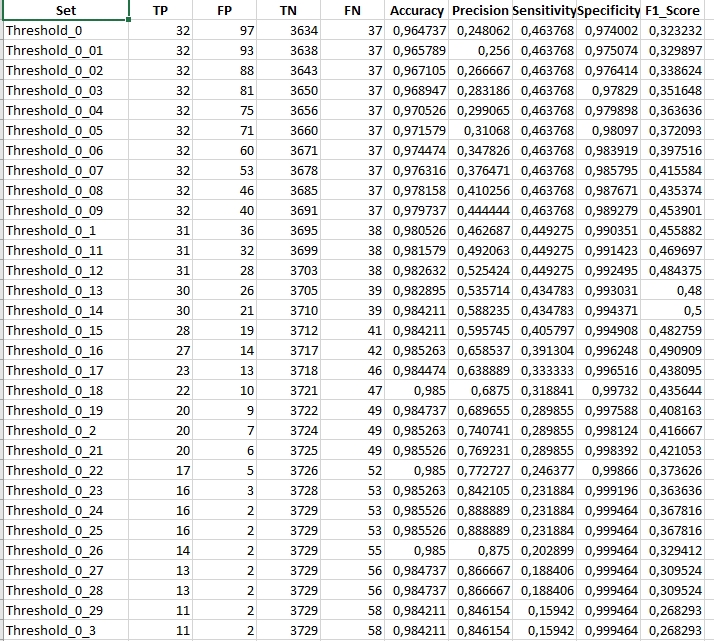 Set TP FP TN FN Accuracy Precision Sensitivity Specificity F1_Score
Threshold_0 32 97 3634 37 0,964737 0,248062 0,463768 0,974002 0,323232
Threshold_0_01 32 93 3638 37 0,965789 0,256 0,463768 0,975074 0,329897
Threshold_0_02 32 88 3643 37 0,967105 0,266667 0,463768 0,976414 0,338624
Threshold_0_03 32 81 3650 37 0,968947 0,283186 0,463768 0,97829 0,351648
Threshold_0_04 32 75 3656 37 0,970526 0,299065 0,463768 0,979898 0,363636
Threshold_0_05 32 71 3660 37 0,971579 0,31068 0,463768 0,98097 0,372093
Threshold_0_06 32 60 3671 37 0,974474 0,347826 0,463768 0,983919 0,397516
Threshold_0_07 32 53 3678 37 0,976316 0,376471 0,463768 0,985795 0,415584
Threshold_0_08 32 46 3685 37 0,978158 0,410256 0,463768 0,987671 0,435374
Threshold_0_09 32 40 3691 37 0,979737 0,444444 0,463768 0,989279 0,453901
Threshold_0_1 31 36 3695 38 0,980526 0,462687 0,449275 0,990351 0,455882
Threshold_0_11 31 32 3699 38 0,981579 0,492063 0,449275 0,991423 0,469697
Threshold_0_12 31 28 3703 38 0,982632 0,525424 0,449275 0,992495 0,484375
Threshold_0_13 30 26 3705 39 0,982895 0,535714 0,434783 0,993031 0,48
Threshold_0_14 30 21 3710 39 0,984211 0,588235 0,434783 0,994371 0,5
Threshold_0_15 28 19 3712 41 0,984211 0,595745 0,405797 0,994908 0,482759
Threshold_0_16 27 14 3717 42 0,985263 0,658537 0,391304 0,996248 0,490909
Threshold_0_17 23 13 3718 46 0,984474 0,638889 0,333333 0,996516 0,438095
Threshold_0_18 22 10 3721 47 0,985 0,6875 0,318841 0,99732 0,435644
Threshold_0_19 20 9 3722 49 0,984737 0,689655 0,289855 0,997588 0,408163
Threshold_0_2 20 7 3724 49 0,985263 0,740741 0,289855 0,998124 0,416667
Threshold_0_21 20 6 3725 49 0,985526 0,769231 0,289855 0,998392 0,421053
Threshold_0_22 17 5 3726 52 0,985 0,772727 0,246377 0,99866 0,373626
Threshold_0_23 16 3 3728 53 0,985263 0,842105 0,231884 0,999196 0,363636
Threshold_0_24 16 2 3729 53 0,985526 0,888889 0,231884 0,999464 0,367816
Threshold_0_25 16 2 3729 53 0,985526 0,888889 0,231884 0,999464 0,367816
Threshold_0_26 14 2 3729 55 0,985 0,875 0,202899 0,999464 0,329412
Threshold_0_27 13 2 3729 56 0,984737 0,866667 0,188406 0,999464 0,309524
Threshold_0_28 13 2 3729 56 0,984737 0,866667 0,188406 0,999464 0,309524
Threshold_0_29 11 2 3729 58 0,984211 0,846154 0,15942 0,999464 0,268293
Threshold_0_3 11 2 3729 58 0,984211 0,846154 0,15942 0,999464 0,268293